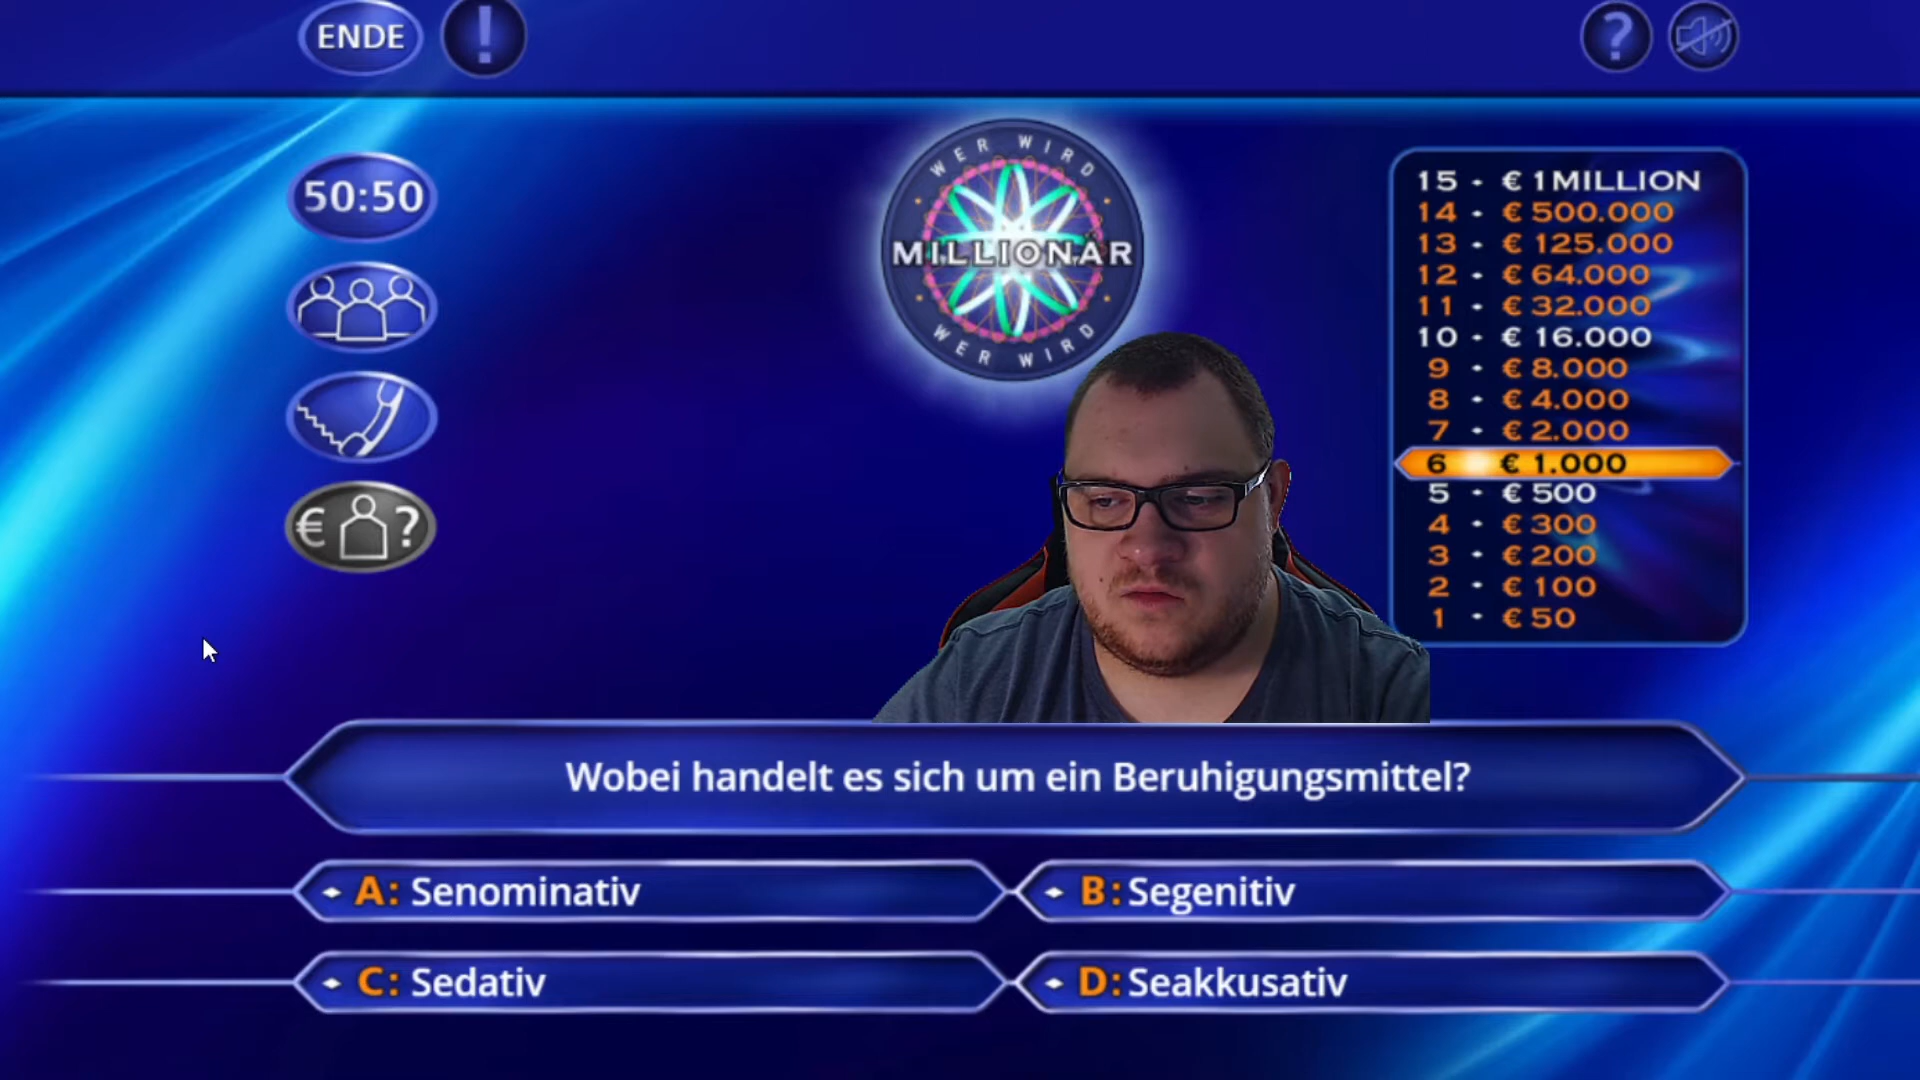 ENDE
!
?
50:50
€ ?
WER WIRD
MILLIONÄR
WER WIRD
15 · € 1 MILLION
14 · € 500.000
13 · € 125.000
12 · € 64.000
11 · € 32.000
10 · € 16.000
9 · € 8.000
8 · € 4.000
7 · € 2.000
6 € 1.000
5 · € 500
4 · € 300
3 · € 200
2 · € 100
1 · € 50
Wobei handelt es sich um ein Beruhigungsmittel?
A: Senominativ
B: Segenitiv
C: Sedativ
D: Seakkusativ